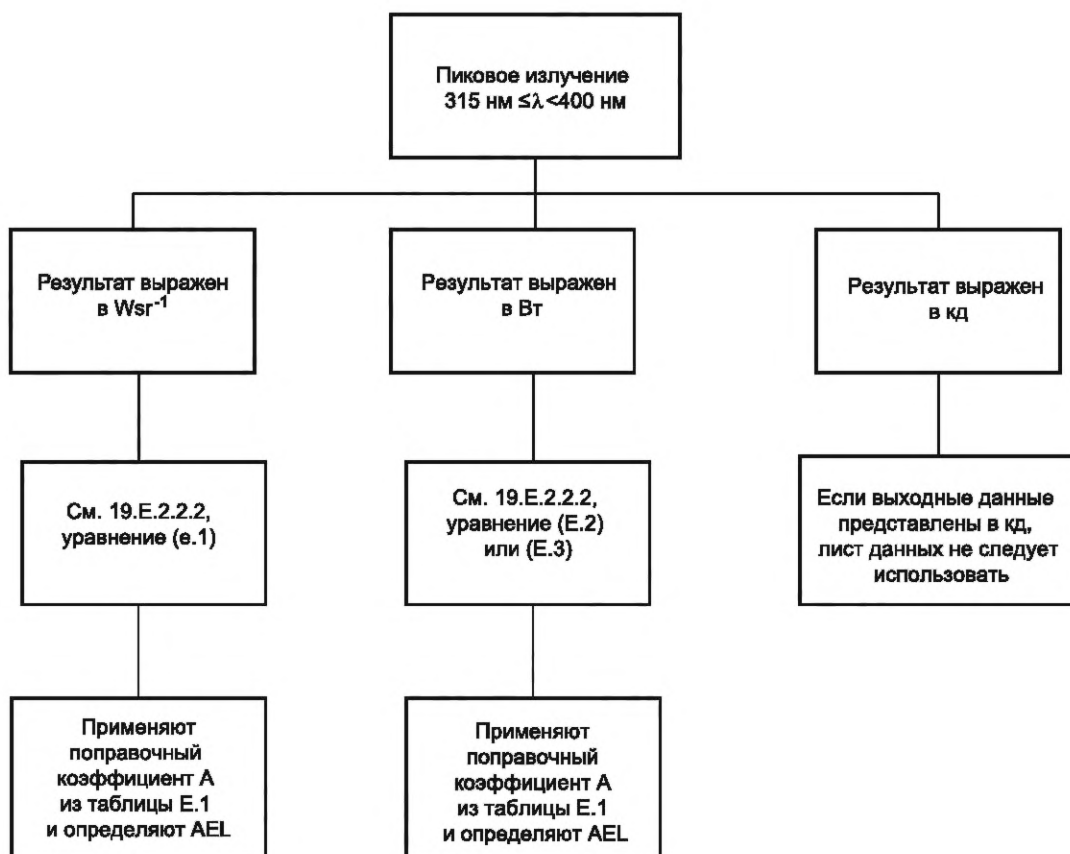 Пиковое излучение
315 нм ≤λ<400 нм
Результат выражен
в Wsr⁻¹
Результат выражен
в Вт
Результат выражен
в кд
См. 19.Е.2.2.2,
уравнение (е.1)
См. 19.Е.2.2.2,
уравнение (Е.2)
или (Е.3)
Если выходные данные
представлены в кд,
лист данных не следует
использовать
Применяют
поправочный
коэффициент А
из таблицы Е.1
и определяют AEL
Применяют
поправочный
коэффициент А
из таблицы Е.1
и определяют AEL